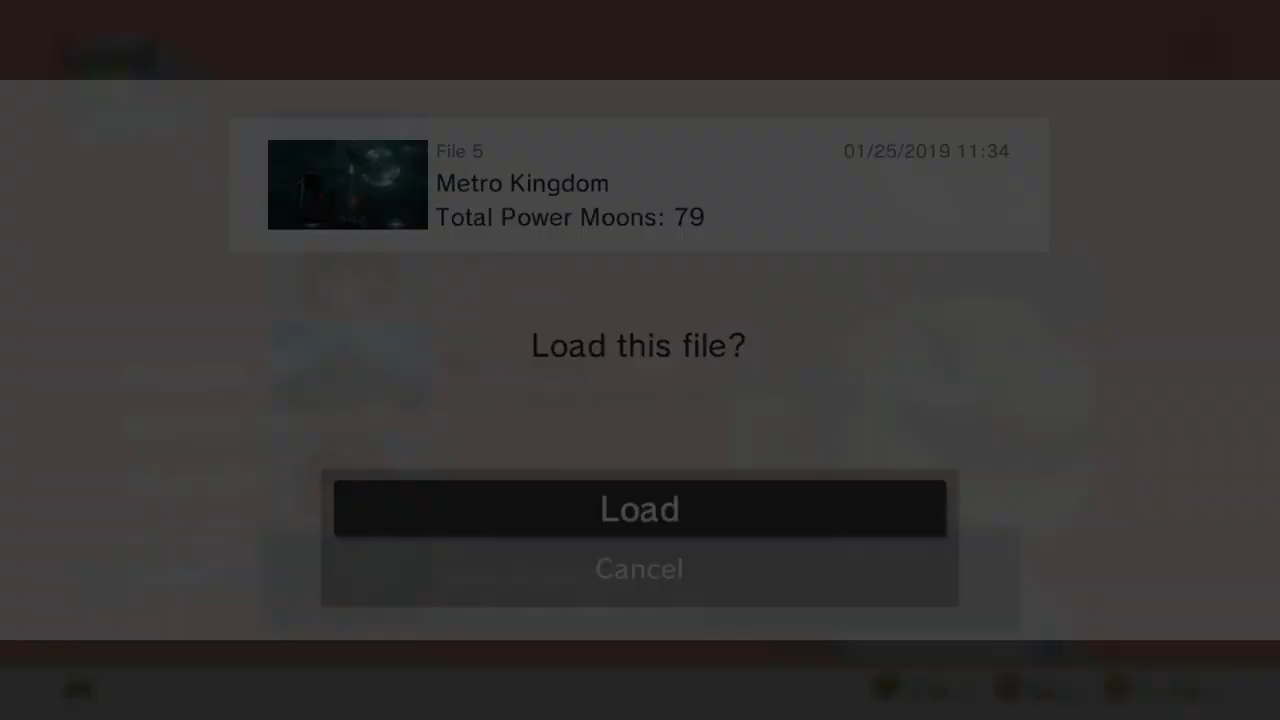 File 5
01/25/2019 11:34
Metro Kingdom
Total Power Moons: 79
Load this file?
Load
Cancel